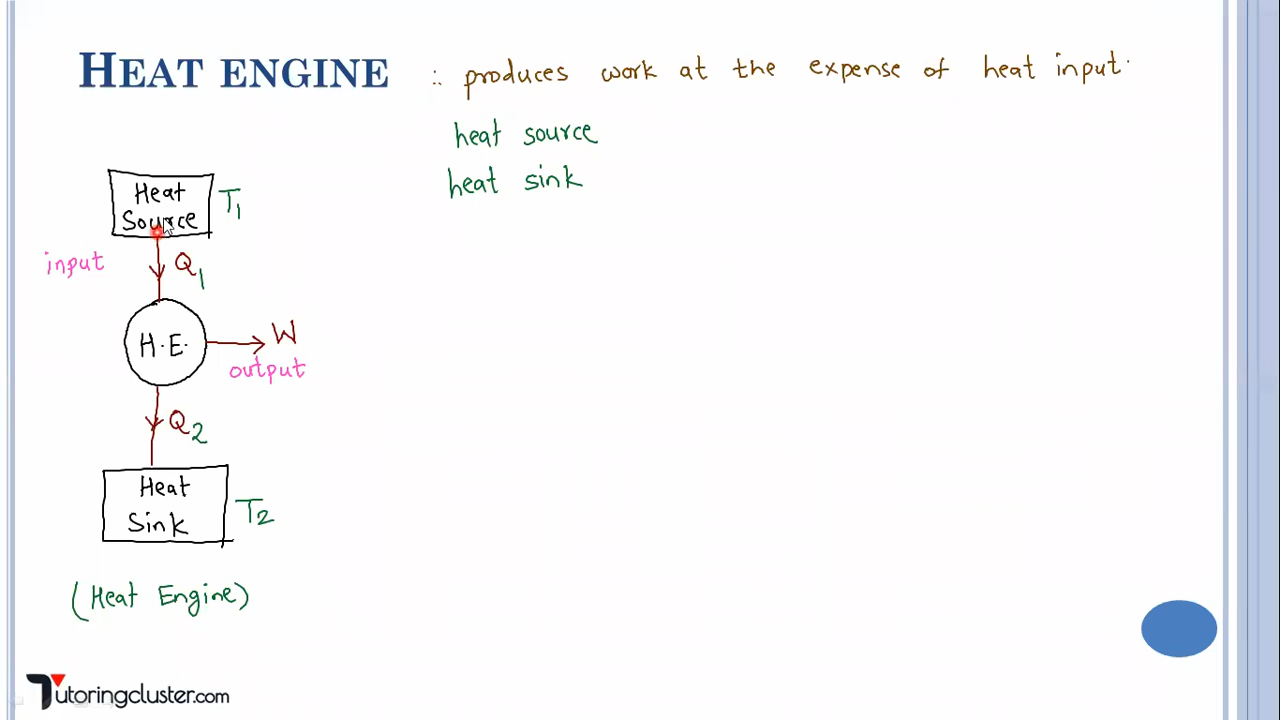 HEAT ENGINE : produces work at the expense of heat input.
heat source
heat sink
Heat
Source
T1
input
Q1
H.E.
W
output
Q2
Heat
Sink
T2
(Heat Engine)
Tutoringcluster.com